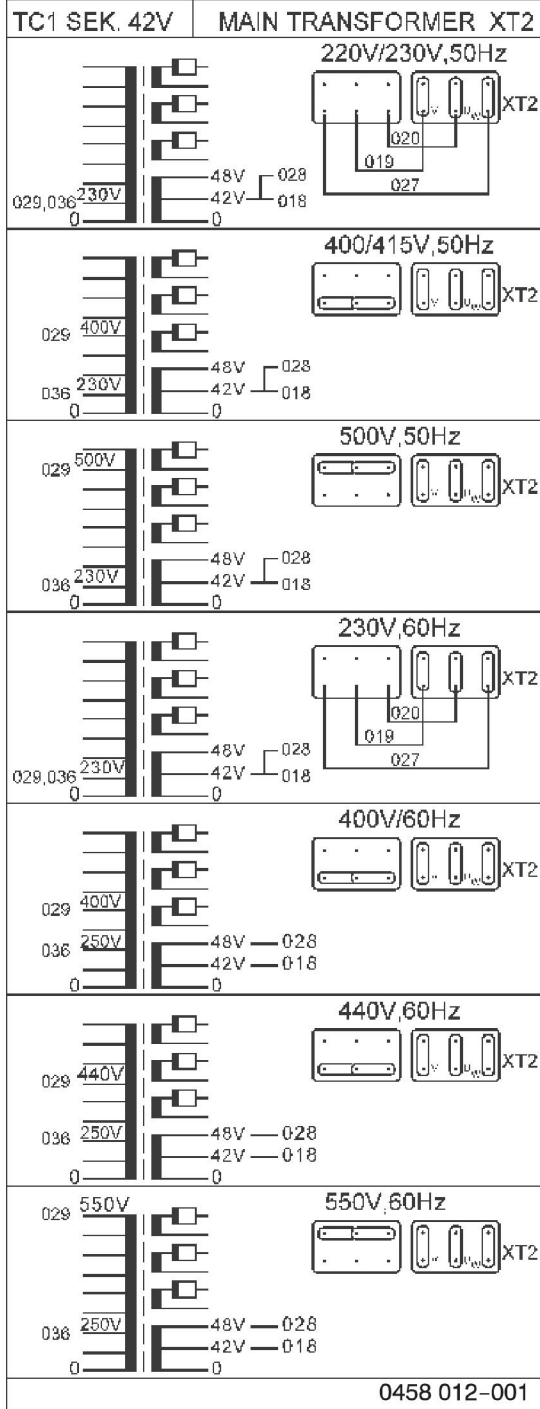 TC1 SEK. 42V MAIN TRANSFORMER XT2
220V/230V,50Hz
XT2
V U W
020
019
027
48V 028
029,036 230V 42V 018
0 0
400/415V,50Hz
XT2
V U W
029 400V
48V 028
036 230V 42V 018
0 0
500V,50Hz
029 500V
XT2
V U W
48V 028
036 230V 42V 018
0 0
230V,60Hz
XT2
V U W
020
019
027
48V 028
029,036 230V 42V 018
0 0
400V/60Hz
XT2
U W
029 400V
036 250V 48V 028
42V 018
0 0
440V,60Hz
XT2
V U W
029 440V
036 250V 48V 028
42V 018
0 0
029 550V 550V,60Hz
XT2
U W
036 250V 48V 028
42V 018
0 0
0458 012-001